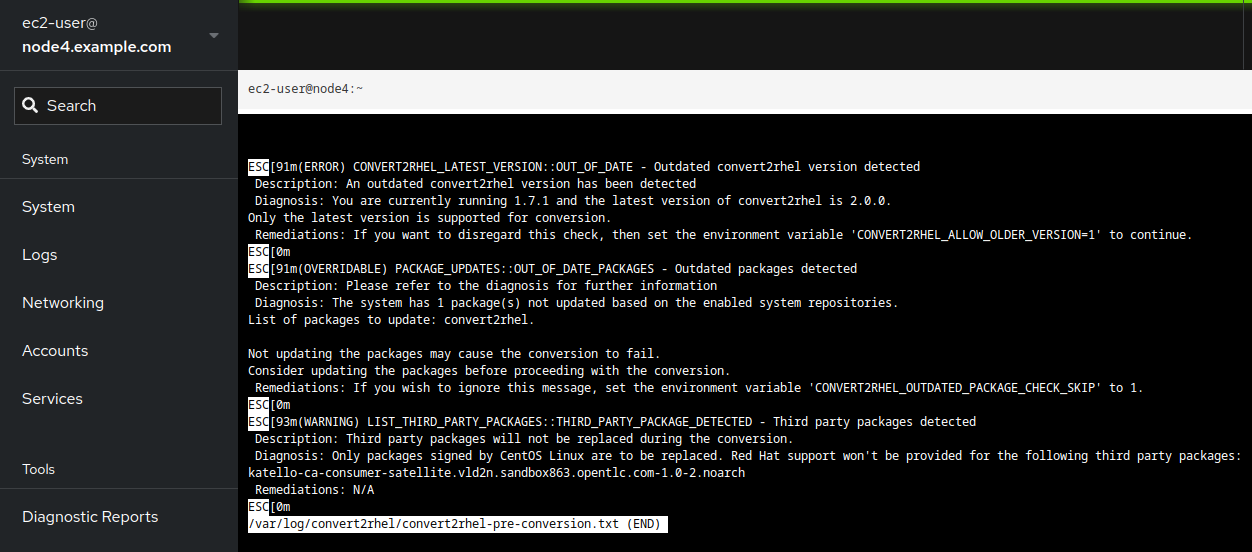 ec2-user@
node4.example.com
Search
System
System
Logs
Networking
Accounts
Services
Tools
Diagnostic Reports
ec2-user@node4:~
ESC[91m(ERROR) CONVERT2RHEL_LATEST_VERSION::OUT_OF_DATE - Outdated convert2rhel version detected
Description: An outdated convert2rhel version has been detected
Diagnosis: You are currently running 1.7.1 and the latest version of convert2rhel is 2.0.0.
Only the latest version is supported for conversion.
Remediations: If you want to disregard this check, then set the environment variable 'CONVERT2RHEL_ALLOW_OLDER_VERSION=1' to continue.
ESC[0m
ESC[91m(OVERRIDABLE) PACKAGE_UPDATES::OUT_OF_DATE_PACKAGES - Outdated packages detected
Description: Please refer to the diagnosis for further information
Diagnosis: The system has 1 package(s) not updated based on the enabled system repositories.
List of packages to update: convert2rhel.
Not updating the packages may cause the conversion to fail.
Consider updating the packages before proceeding with the conversion.
Remediations: If you wish to ignore this message, set the environment variable 'CONVERT2RHEL_OUTDATED_PACKAGE_CHECK_SKIP' to 1.
ESC[0m
ESC[93m(WARNING) LIST_THIRD_PARTY_PACKAGES::THIRD_PARTY_PACKAGE_DETECTED - Third party packages detected
Description: Third party packages will not be replaced during the conversion.
Diagnosis: Only packages signed by CentOS Linux are to be replaced. Red Hat support won't be provided for the following third party packages:
katello-ca-consumer-satellite.vld2n.sandbox863.opentlc.com-1.0-2.noarch
Remediations: N/A
ESC[0m
/var/log/convert2rhel/convert2rhel-pre-conversion.txt (END)